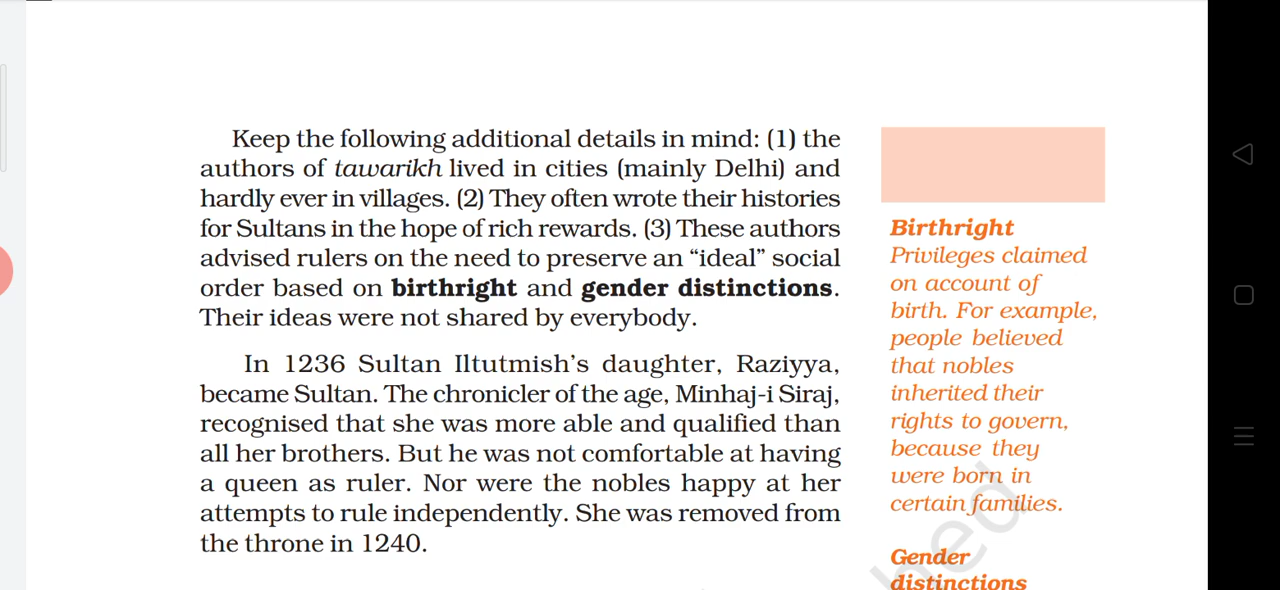 Keep the following additional details in mind: (1) the
authors of tawarikh lived in cities (mainly Delhi) and
hardly ever in villages. (2) They often wrote their histories
for Sultans in the hope of rich rewards. (3) These authors
advised rulers on the need to preserve an “ideal” social
order based on birthright and gender distinctions.
Their ideas were not shared by everybody.
In 1236 Sultan Iltutmish’s daughter, Raziyya,
became Sultan. The chronicler of the age, Minhaj-i Siraj,
recognised that she was more able and qualified than
all her brothers. But he was not comfortable at having
a queen as ruler. Nor were the nobles happy at her
attempts to rule independently. She was removed from
the throne in 1240.
Birthright
Privileges claimed
on account of
birth. For example,
people believed
that nobles
inherited their
rights to govern,
because they
were born in
certain families.
Gender
distinctions
hed